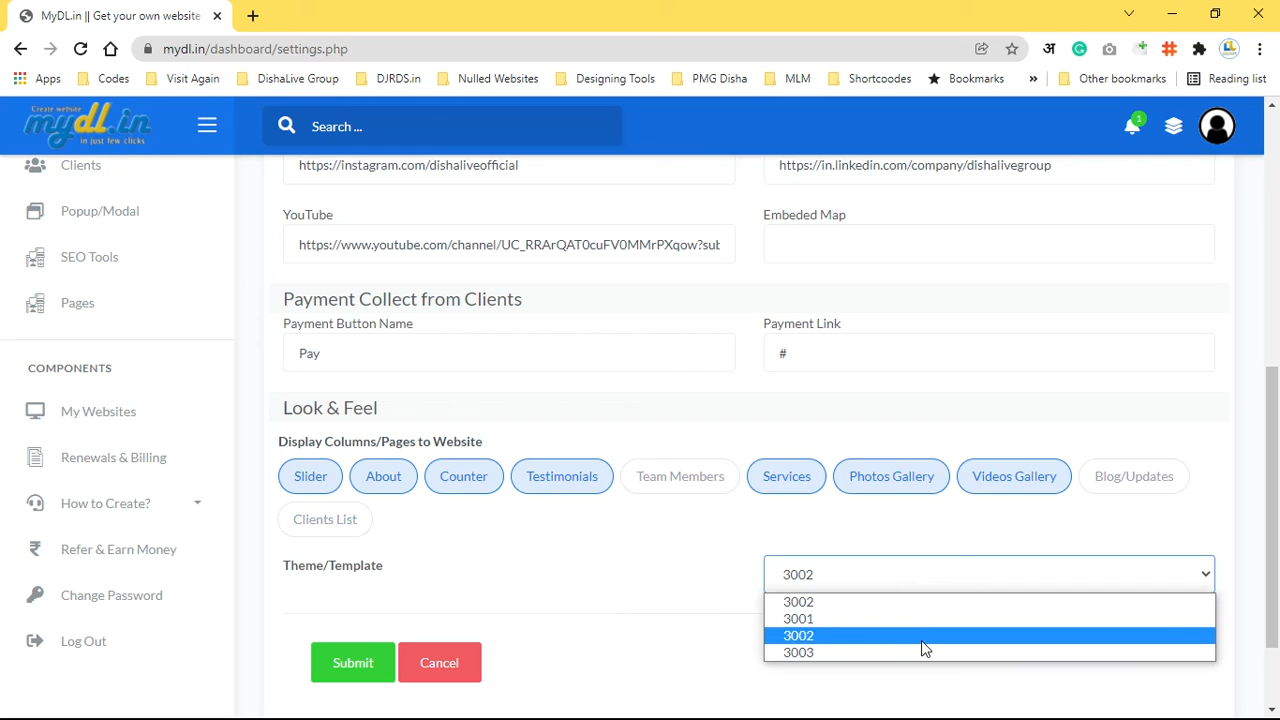 MyDL.in || Get your own website
mydl.in/dashboard/settings.php
अ
Apps
Codes
Visit Again
DishaLive Group
DJRDS.in
Nulled Websites
Designing Tools
PMG Disha
MLM
Shortcoodes
Bookmarks
»
Other bookmarks
Reading list
Create website
mydl.in
in just few clicks
Search ...
1
Clients
Popup/Modal
SEO Tools
Pages
COMPONENTS
My Websites
Renewals & Billing
How to Create?
Refer & Earn Money
Change Password
Log Out
https://instagram.com/dishaliveofficial
https://in.linkedin.com/company/dishalivegroup
YouTube
Embeded Map
https://www.youtube.com/channel/UC_RRArQAT0cuFV0MMrPXqow?sub
Payment Collect from Clients
Payment Button Name
Payment Link
Pay
#
Look & Feel
Display Columns/Pages to Website
Slider
About
Counter
Testimonials
Team Members
Services
Photos Gallery
Videos Gallery
Blog/Updates
Clients List
Theme/Template
3002
3002
3001
3002
3003
Submit
Cancel